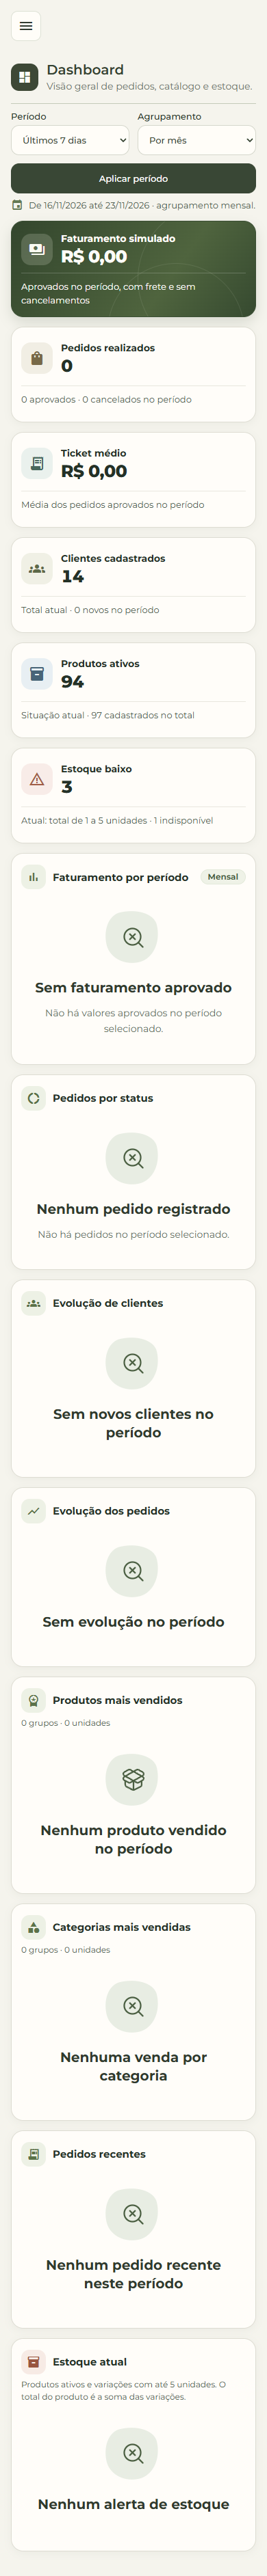 Dashboard
Visão geral de pedidos, catálogo e estoque.
Período
Agrupamento
Últimos 7 dias
Por mês
Aplicar período
De 16/11/2026 até 23/11/2026 · agrupamento mensal.
Faturamento simulado
R$ 0,00
Aprovados no período, com frete e sem
cancelamentos
Pedidos realizados
0
0 aprovados · 0 cancelados no período
Ticket médio
R$ 0,00
Média dos pedidos aprovados no período
Clientes cadastrados
14
Total atual · 0 novos no período
Produtos ativos
94
Situação atual · 97 cadastrados no total
Estoque baixo
3
Atual: total de 1 a 5 unidades · 1 indisponível
Faturamento por período
Mensal
Sem faturamento aprovado
Não há valores aprovados no período
selecionado.
Pedidos por status
Nenhum pedido registrado
Não há pedidos no período selecionado.
Evolução de clientes
Sem novos clientes no
período
Evolução dos pedidos
Sem evolução no período
Produtos mais vendidos
0 grupos · 0 unidades
Nenhum produto vendido
no período
Categorias mais vendidas
0 grupos · 0 unidades
Nenhuma venda por
categoria
Pedidos recentes
Nenhum pedido recente
neste período
Estoque atual
Produtos ativos e variações com até 5 unidades. O
total do produto é a soma das variações.
Nenhum alerta de estoque